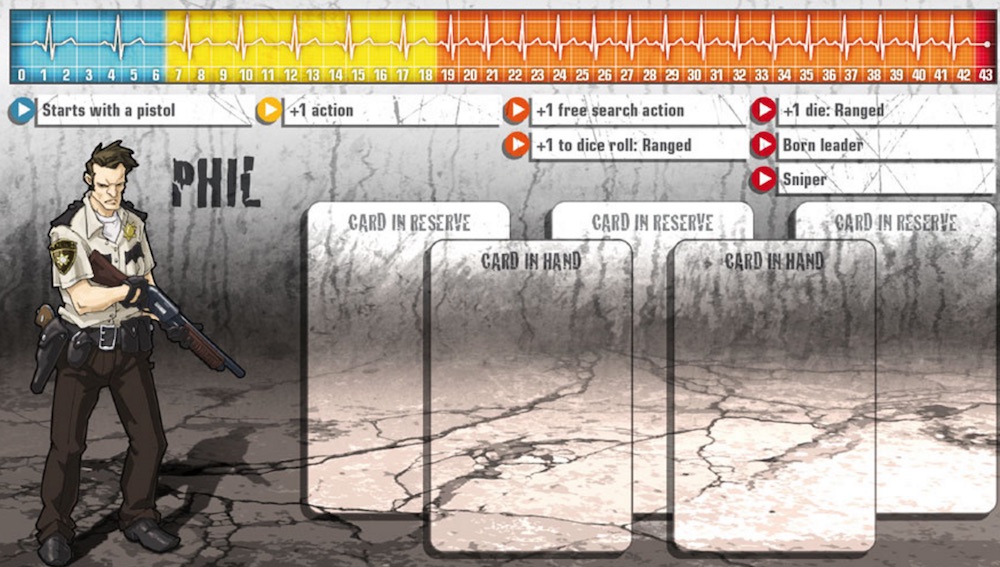 0 1 2 3 4 5 6 7 8 9 10 11 12 13 14 15 16 17 18 19 20 21 22 23 24 25 26 27 28 29 30 31 32 33 34 35 36 37 38 39 40 41 42 43
Starts with a pistol
+1 action
+1 free search action
+1 to dice roll: Ranged
+1 die: Ranged
Born leader
Sniper
PHIL
CARD IN RESERVE
CARD IN RESERVE
CARD IN RESERVE
CARD IN HAND
CARD IN HAND